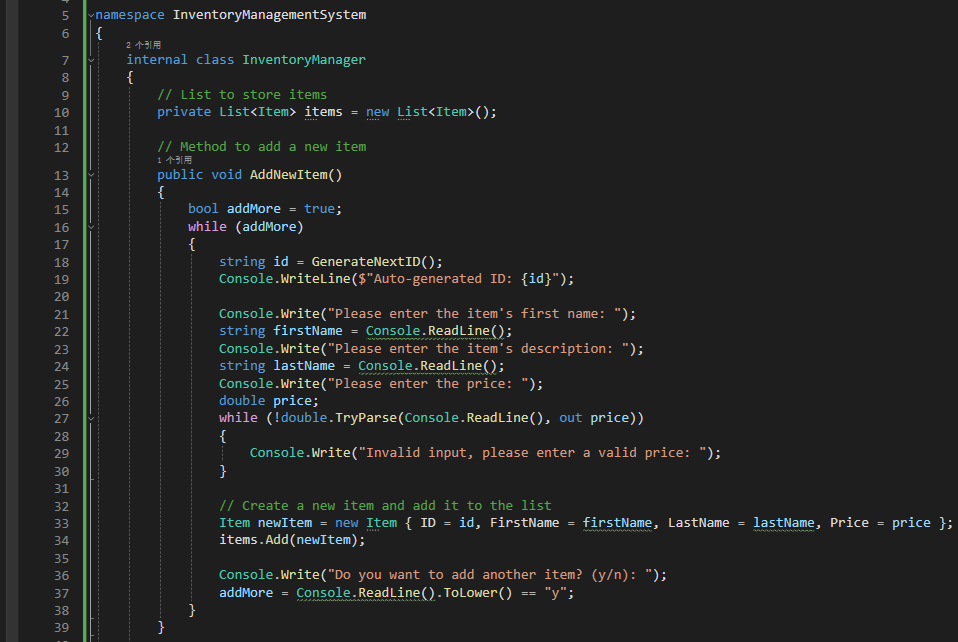 5 namespace InventoryManagementSystem
6 {
2 个引用
7 internal class InventoryManager
8 {
9 // List to store items
10 private List<Item> items = new List<Item>();
11
12 // Method to add a new item
1 个引用
13 public void AddNewItem()
14 {
15 bool addMore = true;
16 while (addMore)
17 {
18 string id = GenerateNextID();
19 Console.WriteLine($"Auto-generated ID: {id}");
20
21 Console.Write("Please enter the item's first name: ");
22 string firstName = Console.ReadLine();
23 Console.Write("Please enter the item's description: ");
24 string lastName = Console.ReadLine();
25 Console.Write("Please enter the price: ");
26 double price;
27 while (!double.TryParse(Console.ReadLine(), out price))
28 {
29 Console.Write("Invalid input, please enter a valid price: ");
30 }
31
32 // Create a new item and add it to the list
33 Item newItem = new Item { ID = id, FirstName = firstName, LastName = lastName, Price = price };
34 items.Add(newItem);
35
36 Console.Write("Do you want to add another item? (y/n): ");
37 addMore = Console.ReadLine().ToLower() == "y";
38 }
39 }